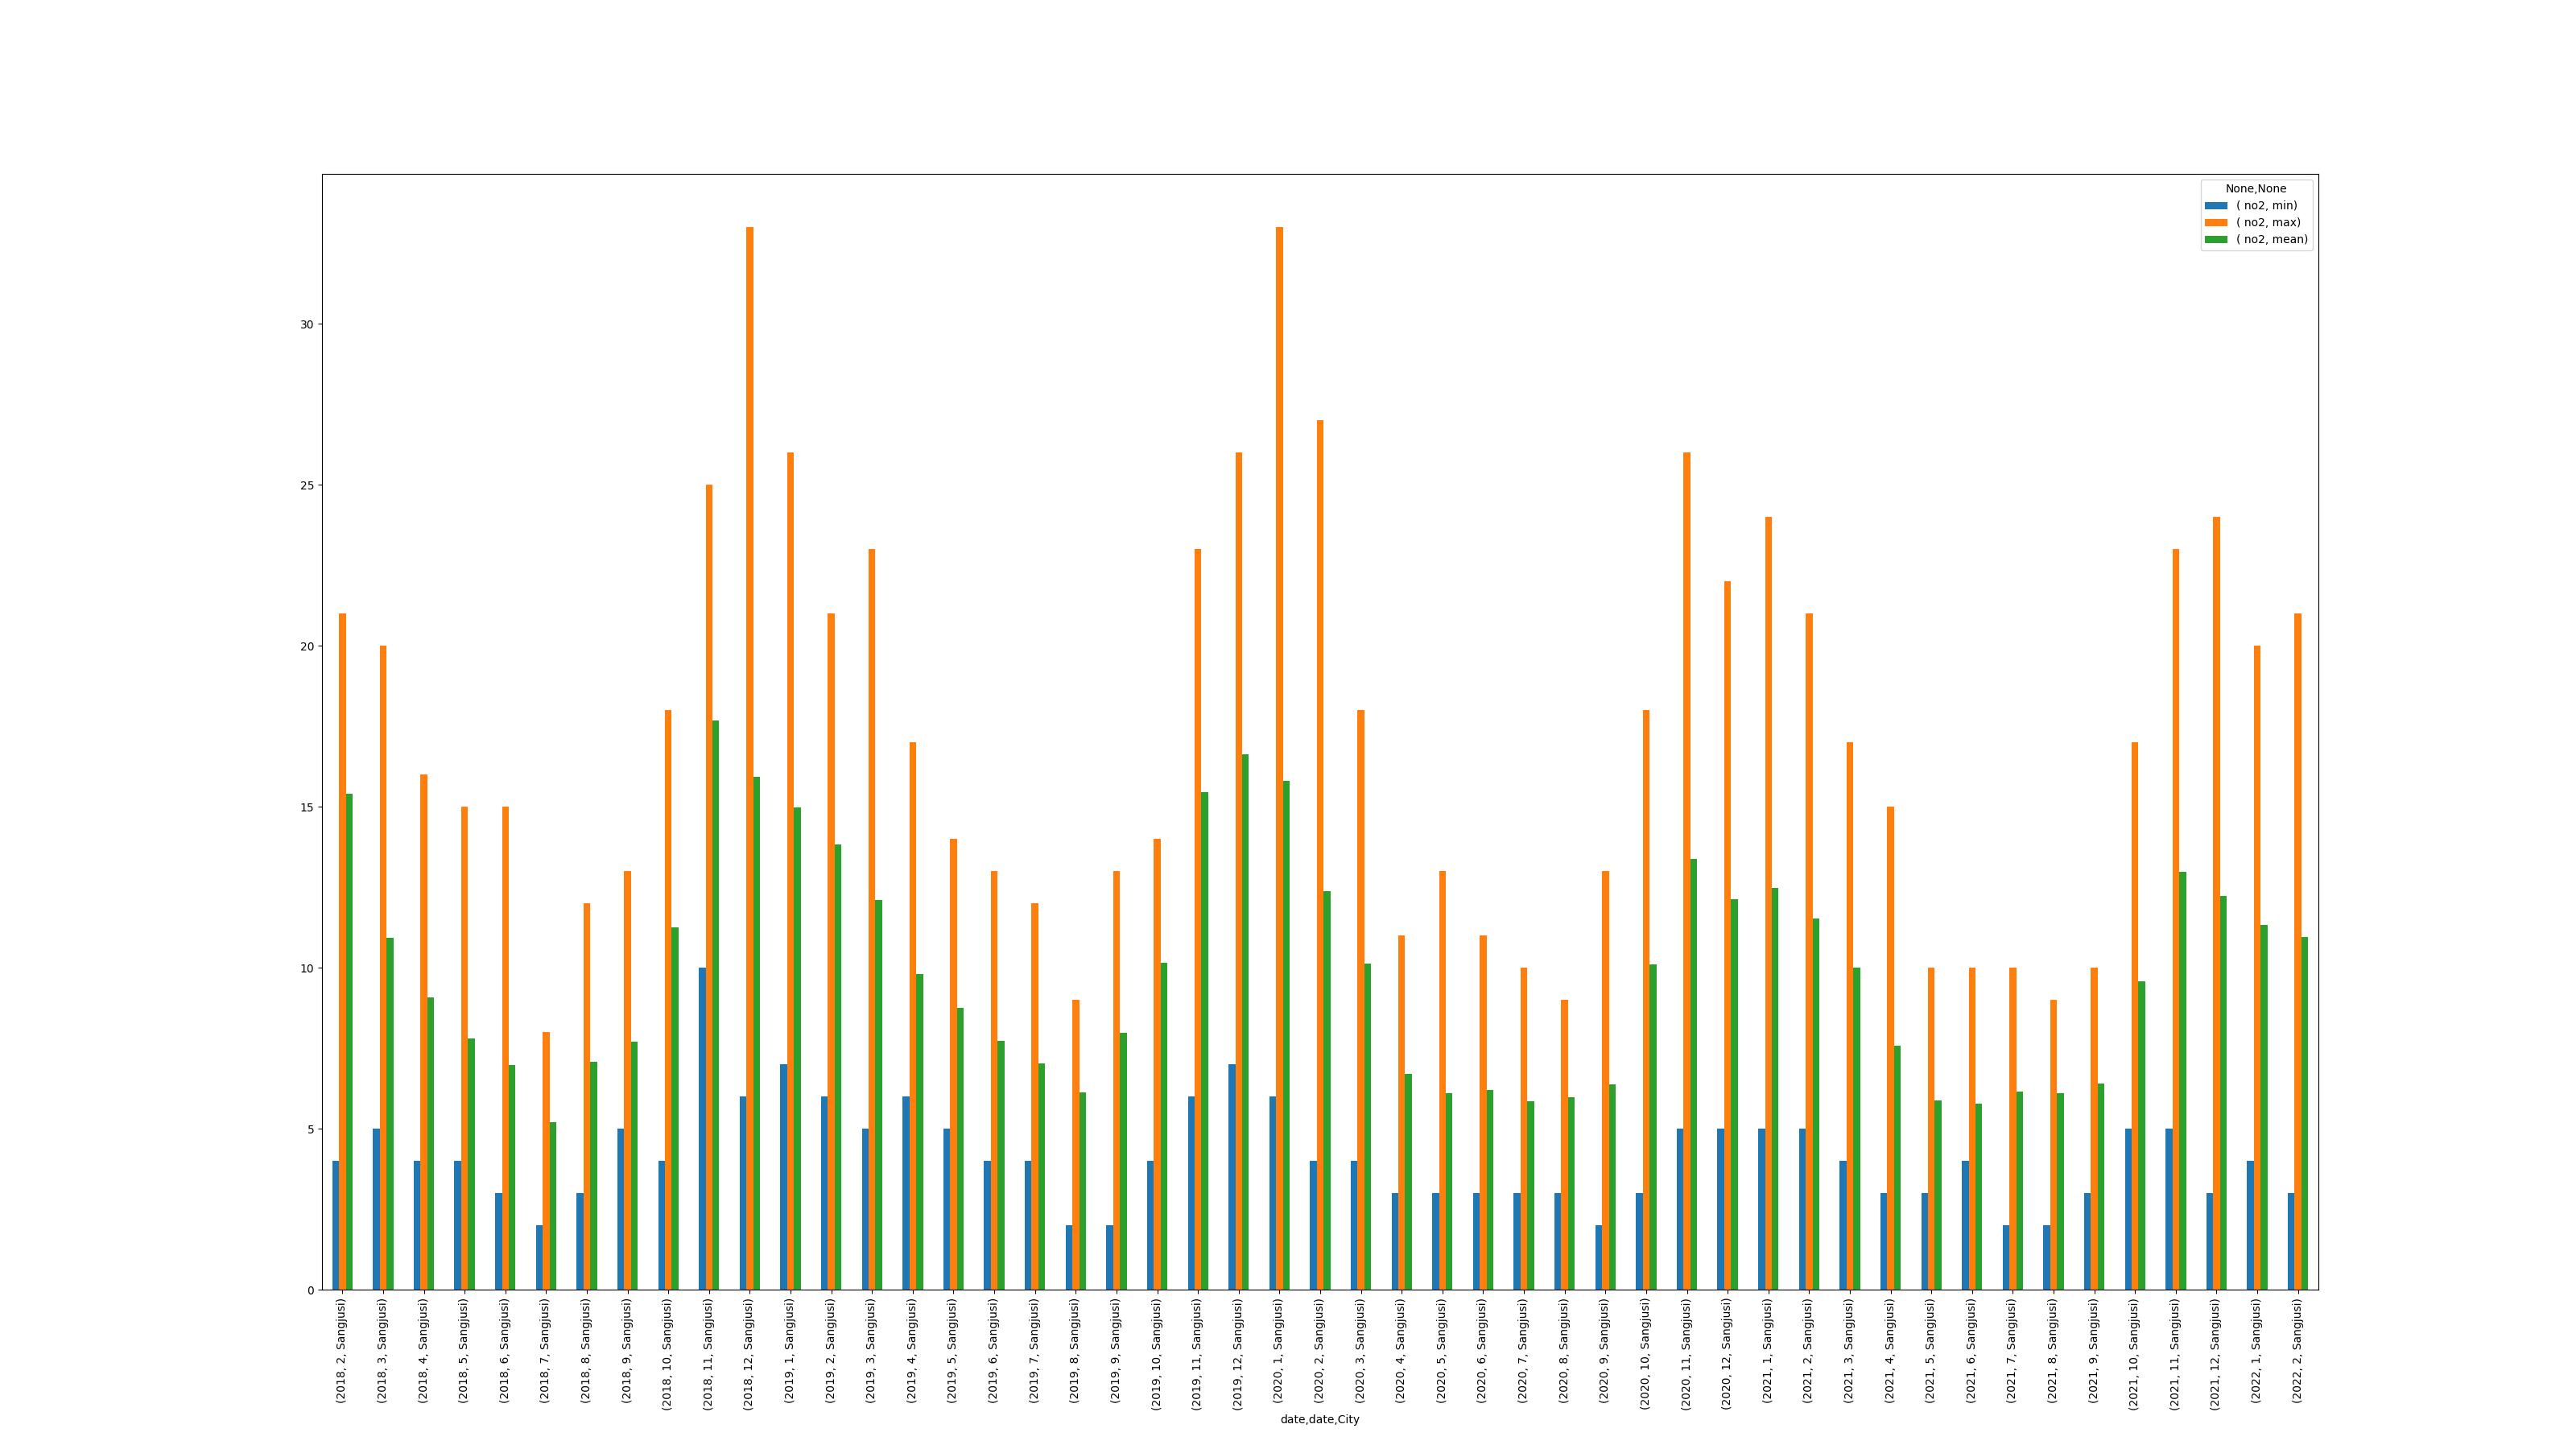 None,None
( no2, min)
( no2, max)
( no2, mean)
30
25
20
15
10
5
0
(2018, 2, Sangjusi)
(2018, 3, Sangjusi)
(2018, 4, Sangjusi)
(2018, 5, Sangjusi)
(2018, 6, Sangjusi)
(2018, 7, Sangjusi)
(2018, 8, Sangjusi)
(2018, 9, Sangjusi)
(2018, 10, Sangjusi)
(2018, 11, Sangjusi)
(2018, 12, Sangjusi)
(2019, 1, Sangjusi)
(2019, 2, Sangjusi)
(2019, 3, Sangjusi)
(2019, 4, Sangjusi)
(2019, 5, Sangjusi)
(2019, 6, Sangjusi)
(2019, 7, Sangjusi)
(2019, 8, Sangjusi)
(2019, 9, Sangjusi)
(2019, 10, Sangjusi)
(2019, 11, Sangjusi)
(2019, 12, Sangjusi)
(2020, 1, Sangjusi)
(2020, 2, Sangjusi)
(2020, 3, Sangjusi)
(2020, 4, Sangjusi)
(2020, 5, Sangjusi)
(2020, 6, Sangjusi)
(2020, 7, Sangjusi)
(2020, 8, Sangjusi)
(2020, 9, Sangjusi)
(2020, 10, Sangjusi)
(2020, 11, Sangjusi)
(2020, 12, Sangjusi)
(2021, 1, Sangjusi)
(2021, 2, Sangjusi)
(2021, 3, Sangjusi)
(2021, 4, Sangjusi)
(2021, 5, Sangjusi)
(2021, 6, Sangjusi)
(2021, 7, Sangjusi)
(2021, 8, Sangjusi)
(2021, 9, Sangjusi)
(2021, 10, Sangjusi)
(2021, 11, Sangjusi)
(2021, 12, Sangjusi)
(2022, 1, Sangjusi)
(2022, 2, Sangjusi)
date,date,City